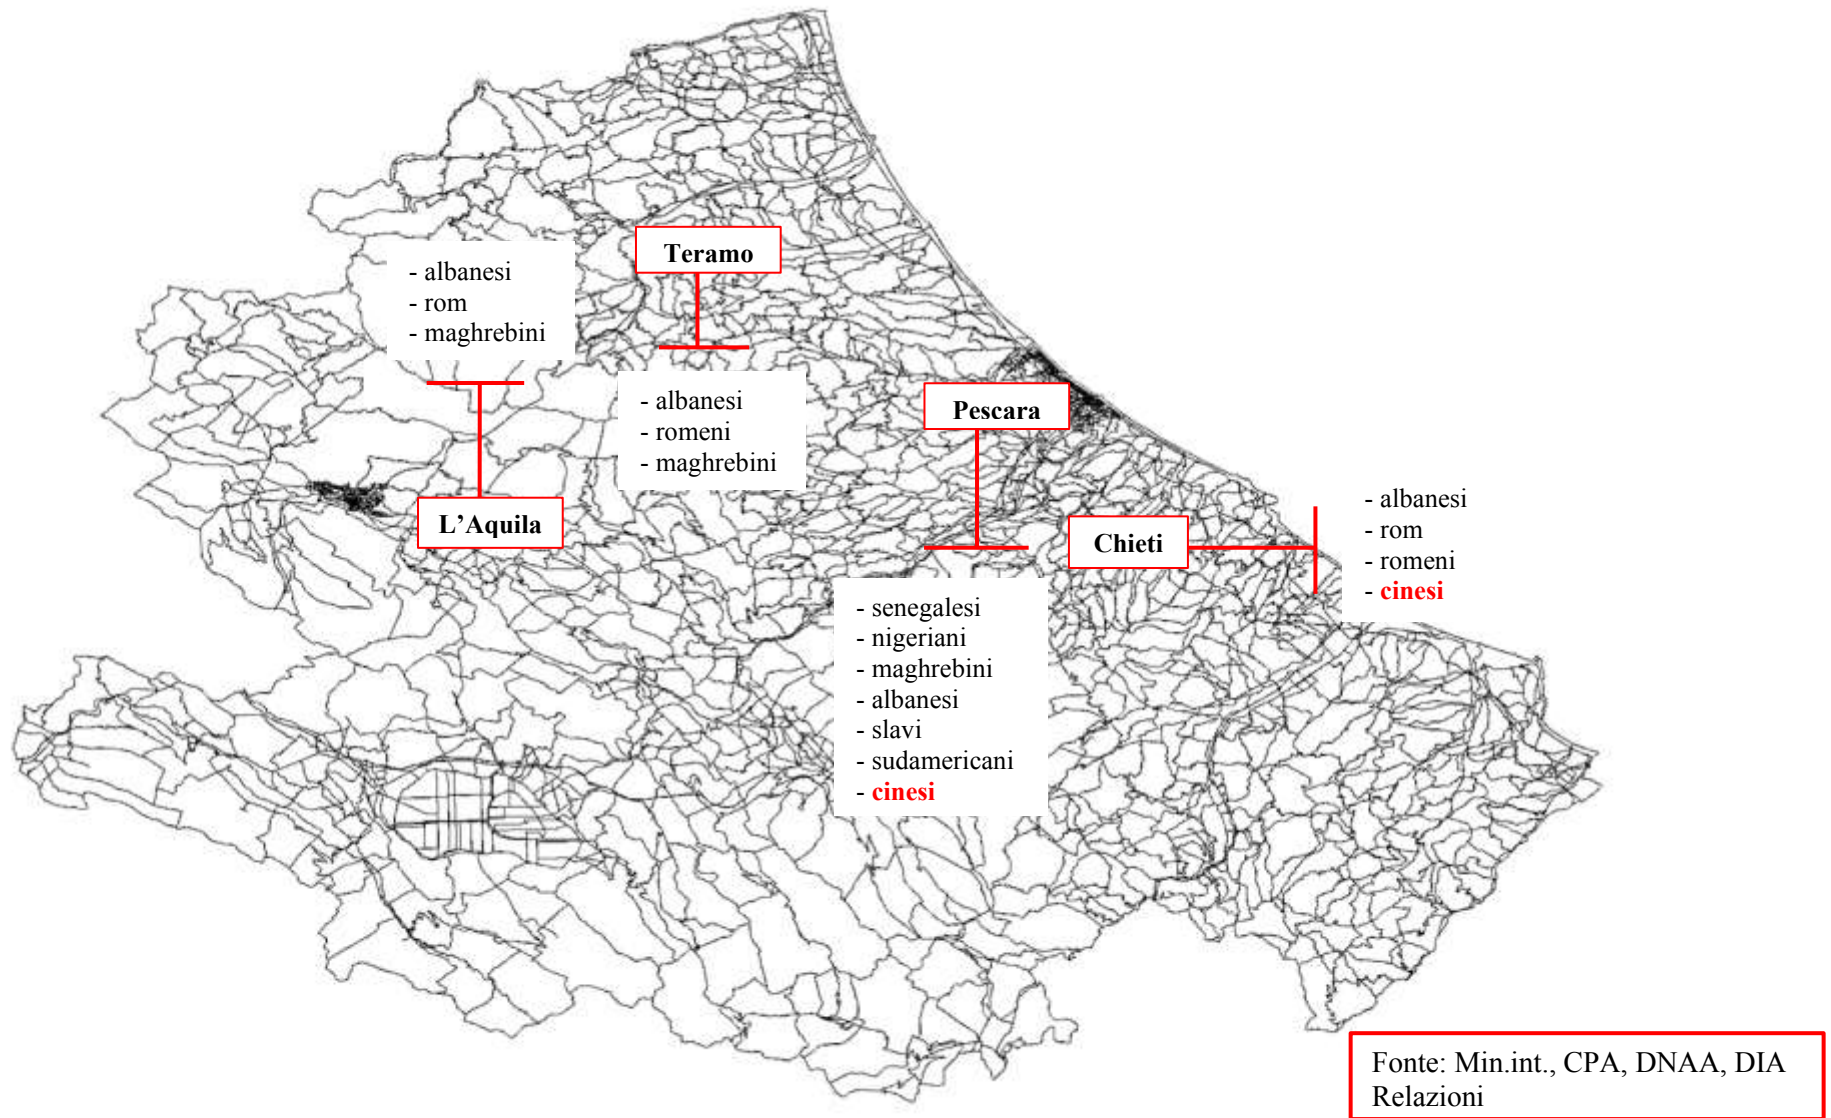 Teramo
- albanesi
- romeni
- maghrebini
- albanesi
- rom
- maghrebini
L’Aquila
Pescara
- senegalesi
- nigeriani
- maghrebini
- albanesi
- slavi
- sudamericani
- cinesi
Chieti
- albanesi
- rom
- romeni
- cinesi
Fonte: Min.int., CPA, DNAA, DIA
Relazioni